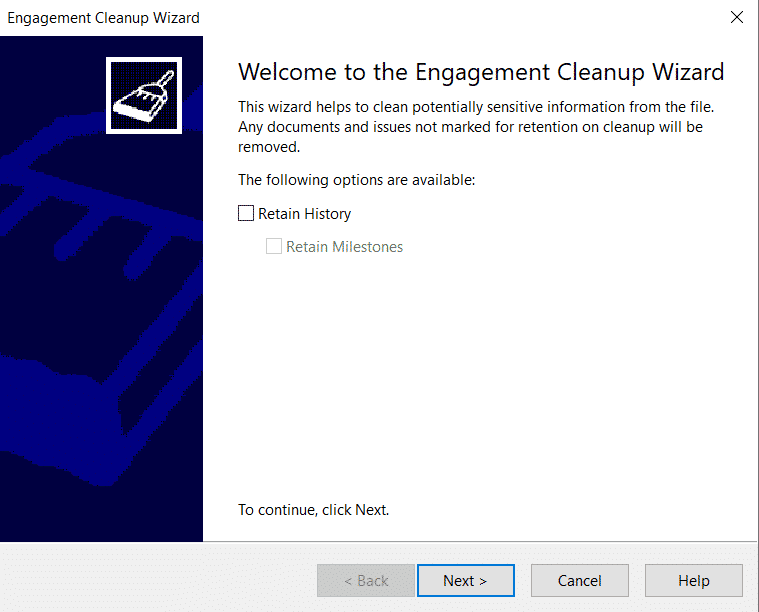 Engagement Cleanup Wizard
Welcome to the Engagement Cleanup Wizard
This wizard helps to clean potentially sensitive information from the file.
Any documents and issues not marked for retention on cleanup will be
removed.
The following options are available:
Retain History
Retain Milestones
To continue, click Next.
< Back
Next >
Cancel
Help